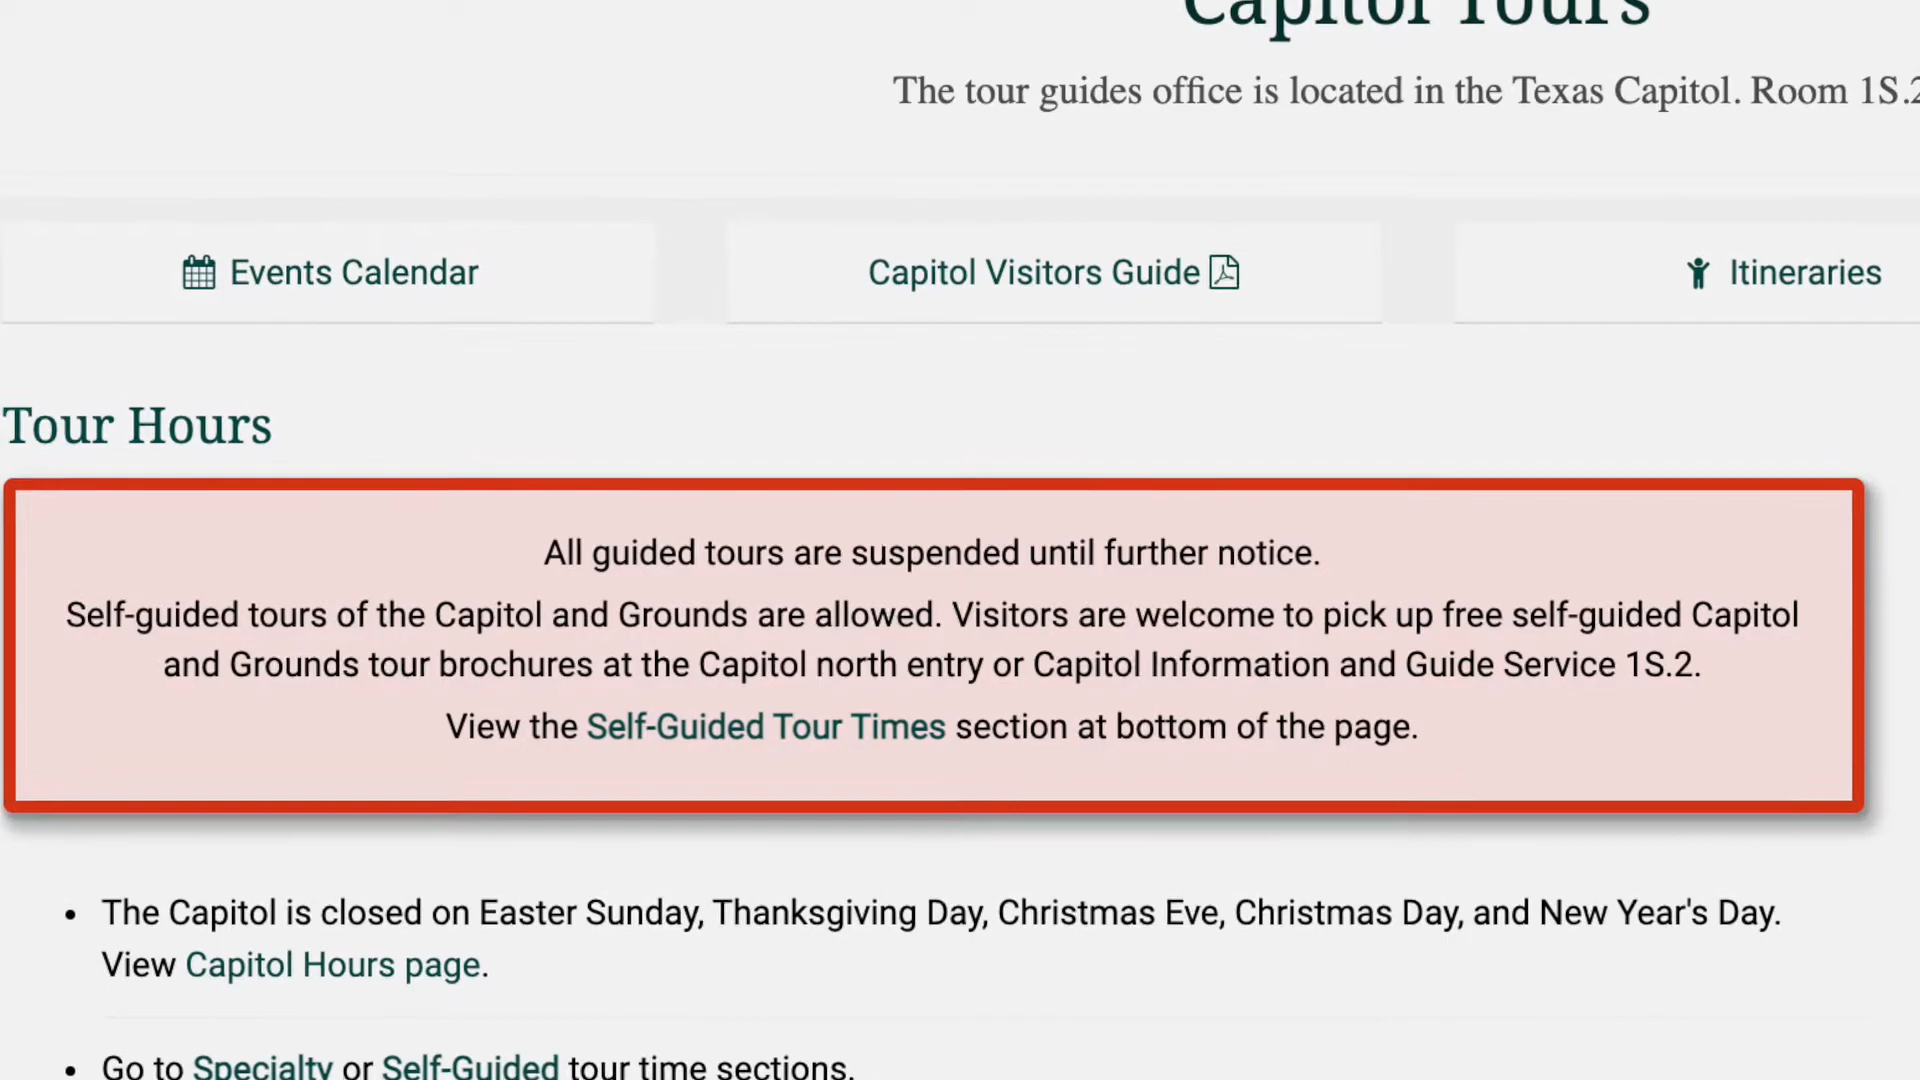 Capitol Tours
The tour guides office is located in the Texas Capitol. Room 1S.2
Events Calendar
Capitol Visitors Guide
Itineraries
Tour Hours
All guided tours are suspended until further notice.
Self-guided tours of the Capitol and Grounds are allowed. Visitors are welcome to pick up free self-guided Capitol
and Grounds tour brochures at the Capitol north entry or Capitol Information and Guide Service 1S.2.
View the Self-Guided Tour Times section at bottom of the page.
• The Capitol is closed on Easter Sunday, Thanksgiving Day, Christmas Eve, Christmas Day, and New Year's Day.
View Capitol Hours page.
• Go to Specialty or Self-Guided tour time sections.